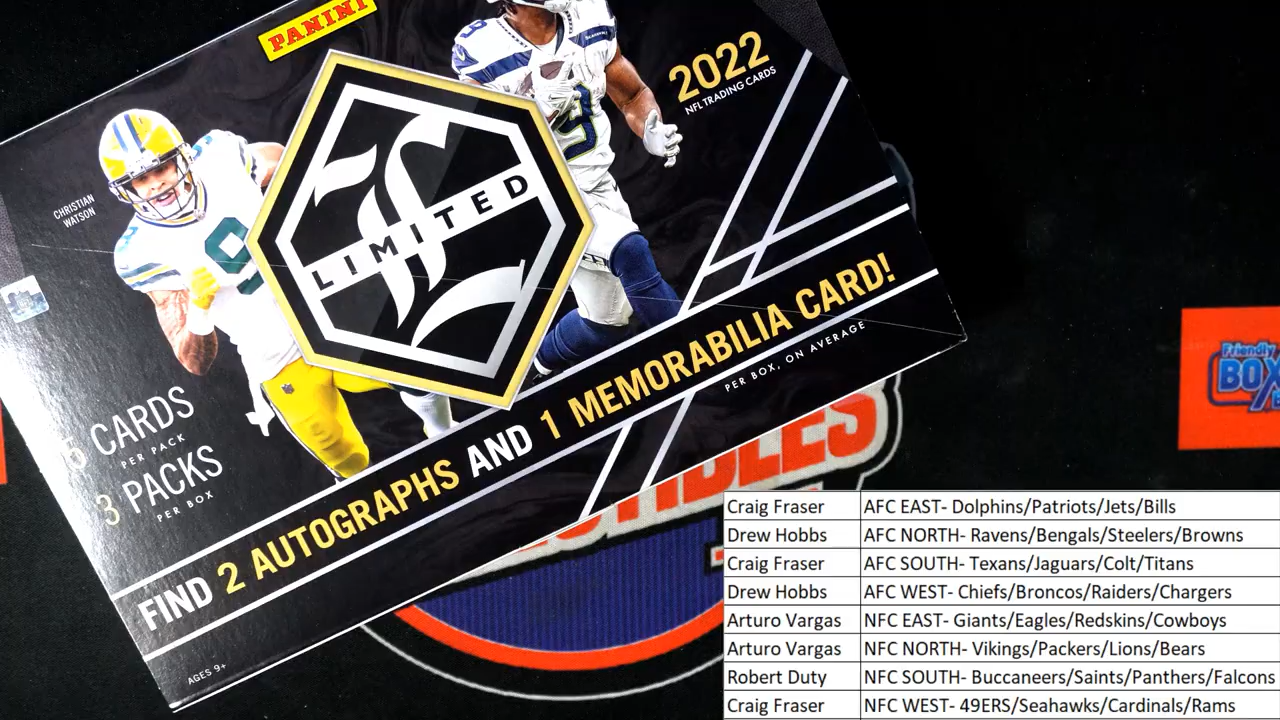 PANINI
2022
NFL TRADING CARDS
CHRISTIAN
WATSON
9
9
LIMITED
5 CARDS
PER PACK
3 PACKS
PER BOX
FIND 2 AUTOGRAPHS AND 1 MEMORABILIA CARD!
PER BOX, ON AVERAGE
AGES 9+
Friendly
BOX
Craig Fraser AFC EAST- Dolphins/Patriots/Jets/Bills
Drew Hobbs AFC NORTH- Ravens/Bengals/Steelers/Browns
Craig Fraser AFC SOUTH- Texans/Jaguars/Colt/Titans
Drew Hobbs AFC WEST- Chiefs/Broncos/Raiders/Chargers
Arturo Vargas NFC EAST- Giants/Eagles/Redskins/Cowboys
Arturo Vargas NFC NORTH- Vikings/Packers/Lions/Bears
Robert Duty NFC SOUTH- Buccaneers/Saints/Panthers/Falcons
Craig Fraser NFC WEST- 49ERS/Seahawks/Cardinals/Rams